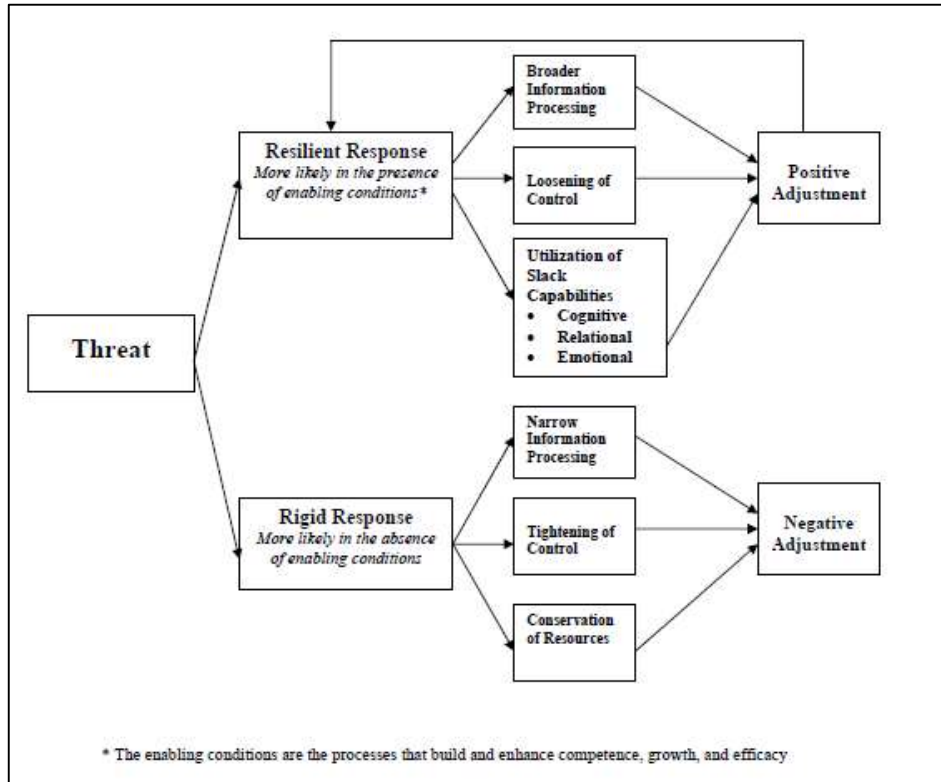 Broader
Information
Processing
Resilient Response
More likely in the presence
of enabling conditions*
Loosening of
Control
Positive
Adjustment
Utilization of
Slack
Capabilities
• Cognitive
• Relational
• Emotional
Threat
Narrow
Information
Processing
Rigid Response
More likely in the absence
of enabling conditions
Tightening of
Control
Negative
Adjustment
Conservation
of Resources
* The enabling conditions are the processes that build and enhance competence, growth, and efficacy